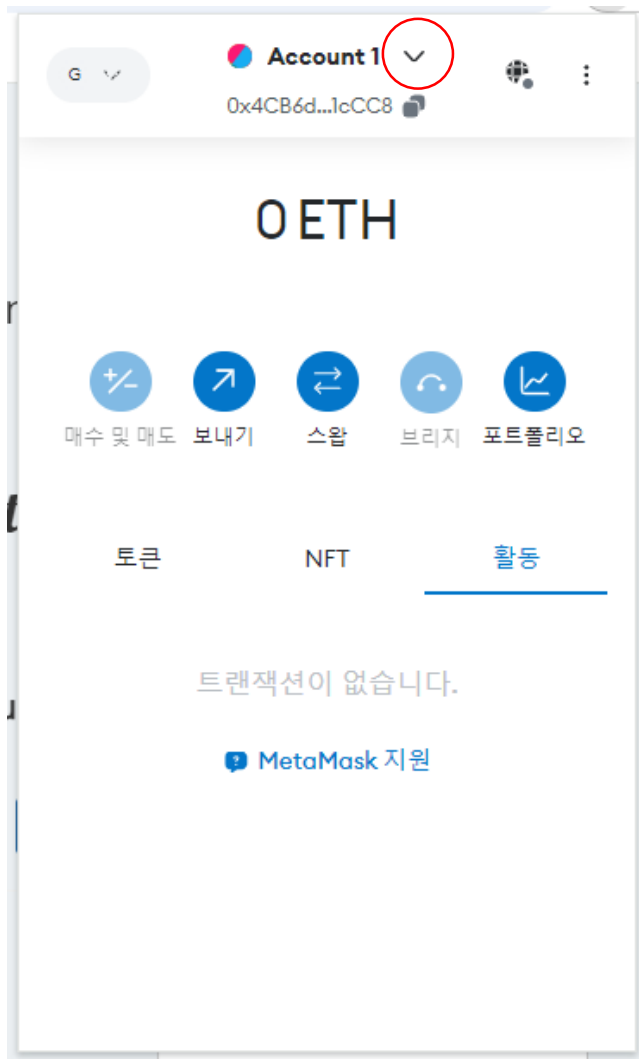 G
Account 1
0x4CB6d...1cCC8
0 ETH
매수 및 매도 보내기 스왑 브리지 포트폴리오
토큰 NFT 활동
트랜잭션이 없습니다.
MetaMask 지원